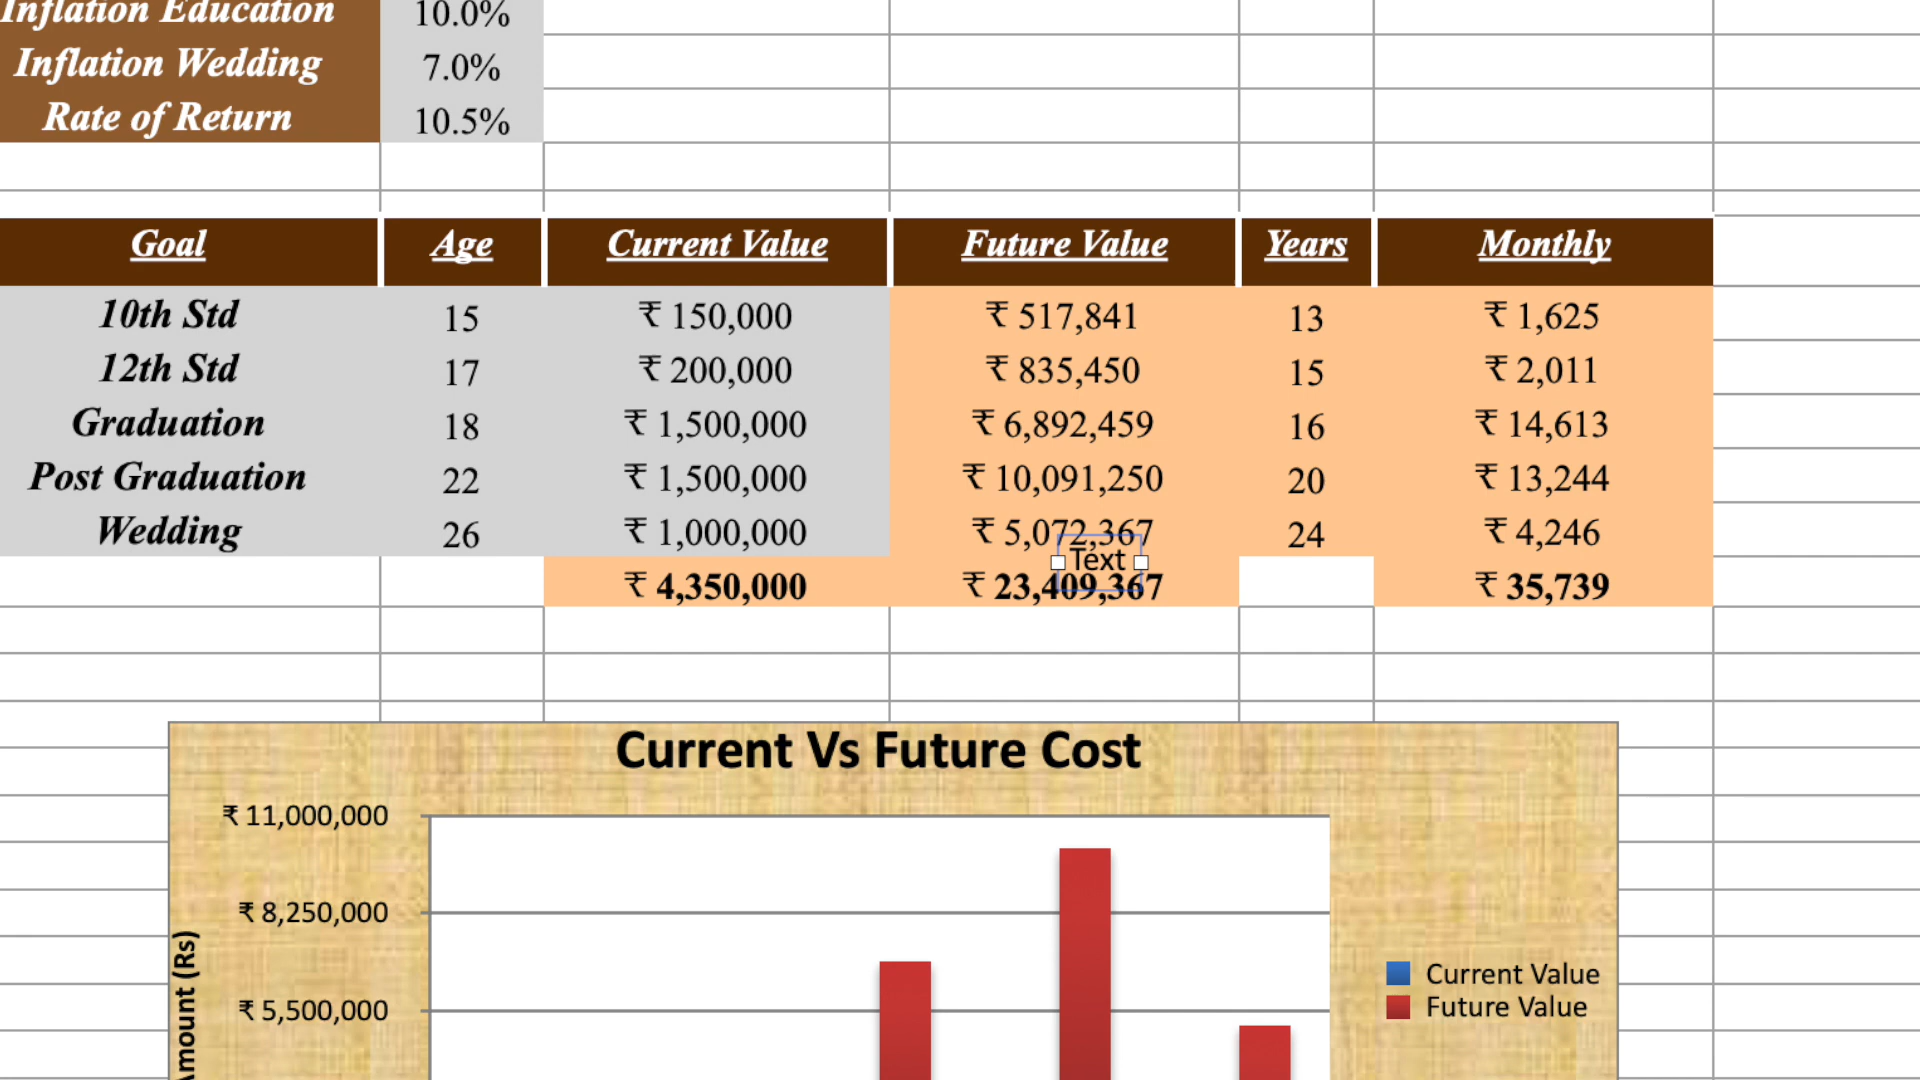 Inflation Education 10.0%
Inflation Wedding 7.0%
Rate of Return 10.5%
Goal Age Current Value Future Value Years Monthly
10th Std 15 ₹ 150,000 ₹ 517,841 13 ₹ 1,625
12th Std 17 ₹ 200,000 ₹ 835,450 15 ₹ 2,011
Graduation 18 ₹ 1,500,000 ₹ 6,892,459 16 ₹ 14,613
Post Graduation 22 ₹ 1,500,000 ₹ 10,091,250 20 ₹ 13,244
Wedding 26 ₹ 1,000,000 ₹ 5,072,367 24 ₹ 4,246
Text
₹ 4,350,000 ₹ 23,409,367 ₹ 35,739
Current Vs Future Cost
₹ 11,000,000
₹ 8,250,000
₹ 5,500,000
Amount (Rs)
Current Value
Future Value